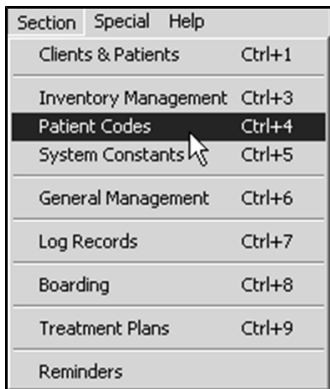 Section Special Help
Clients & Patients Ctrl+1
Inventory Management Ctrl+3
Patient Codes Ctrl+4
System Constants Ctrl+5
General Management Ctrl+6
Log Records Ctrl+7
Boarding Ctrl+8
Treatment Plans Ctrl+9
Reminders